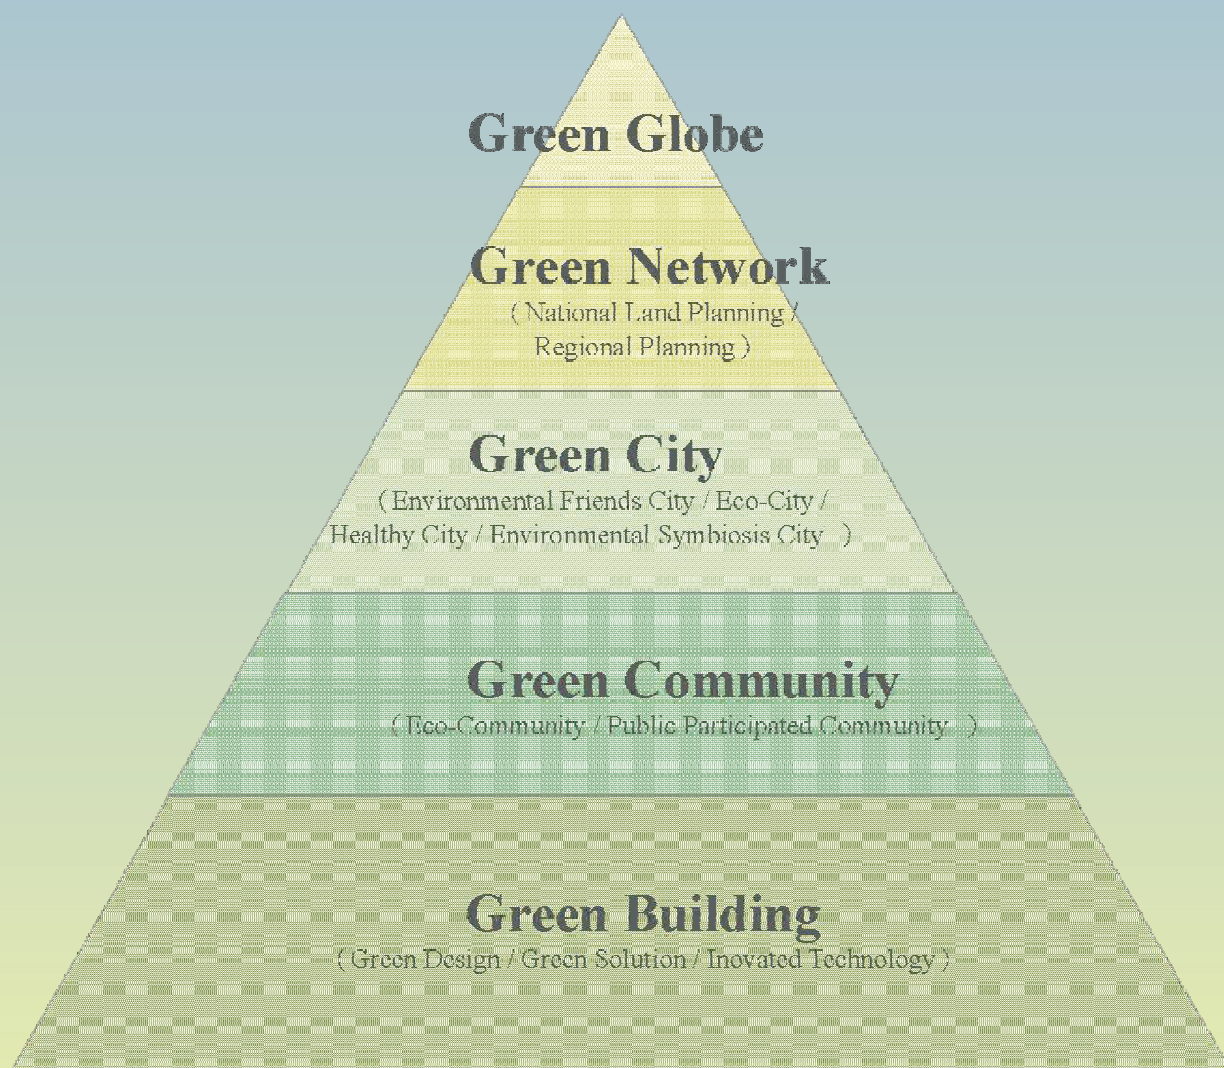 Green Globe
Green Network
( National Land Planning /
Regional Planning )
Green City
( Environmental Friends City / Eco-City /
Healthy City / Environmental Symbiosis City )
Green Community
( Eco-Community / Public Participated Community )
Green Building
( Green Design / Green Solution / Inovated Technology )